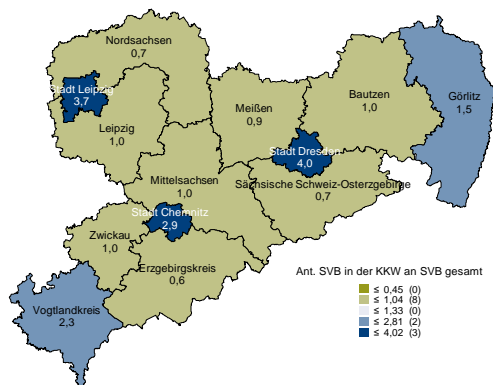 Nordsachsen
0,7
Stadt Leipzig
3,7
Leipzig
1,0
Meißen
0,9
Bautzen
1,0
Görlitz
1,5
Stadt Dresden
4,0
Mittelsachsen
1,0
Sächsische Schweiz-Osterzgebirge
0,7
Stadt Chemnitz
2,9
Zwickau
1,0
Erzgebirgskreis
0,6
Vogtlandkreis
2,3
Ant. SVB in der KKW an SVB gesamt
≤ 0,45 (0)
≤ 1,04 (8)
≤ 1,33 (0)
≤ 2,81 (2)
≤ 4,02 (3)